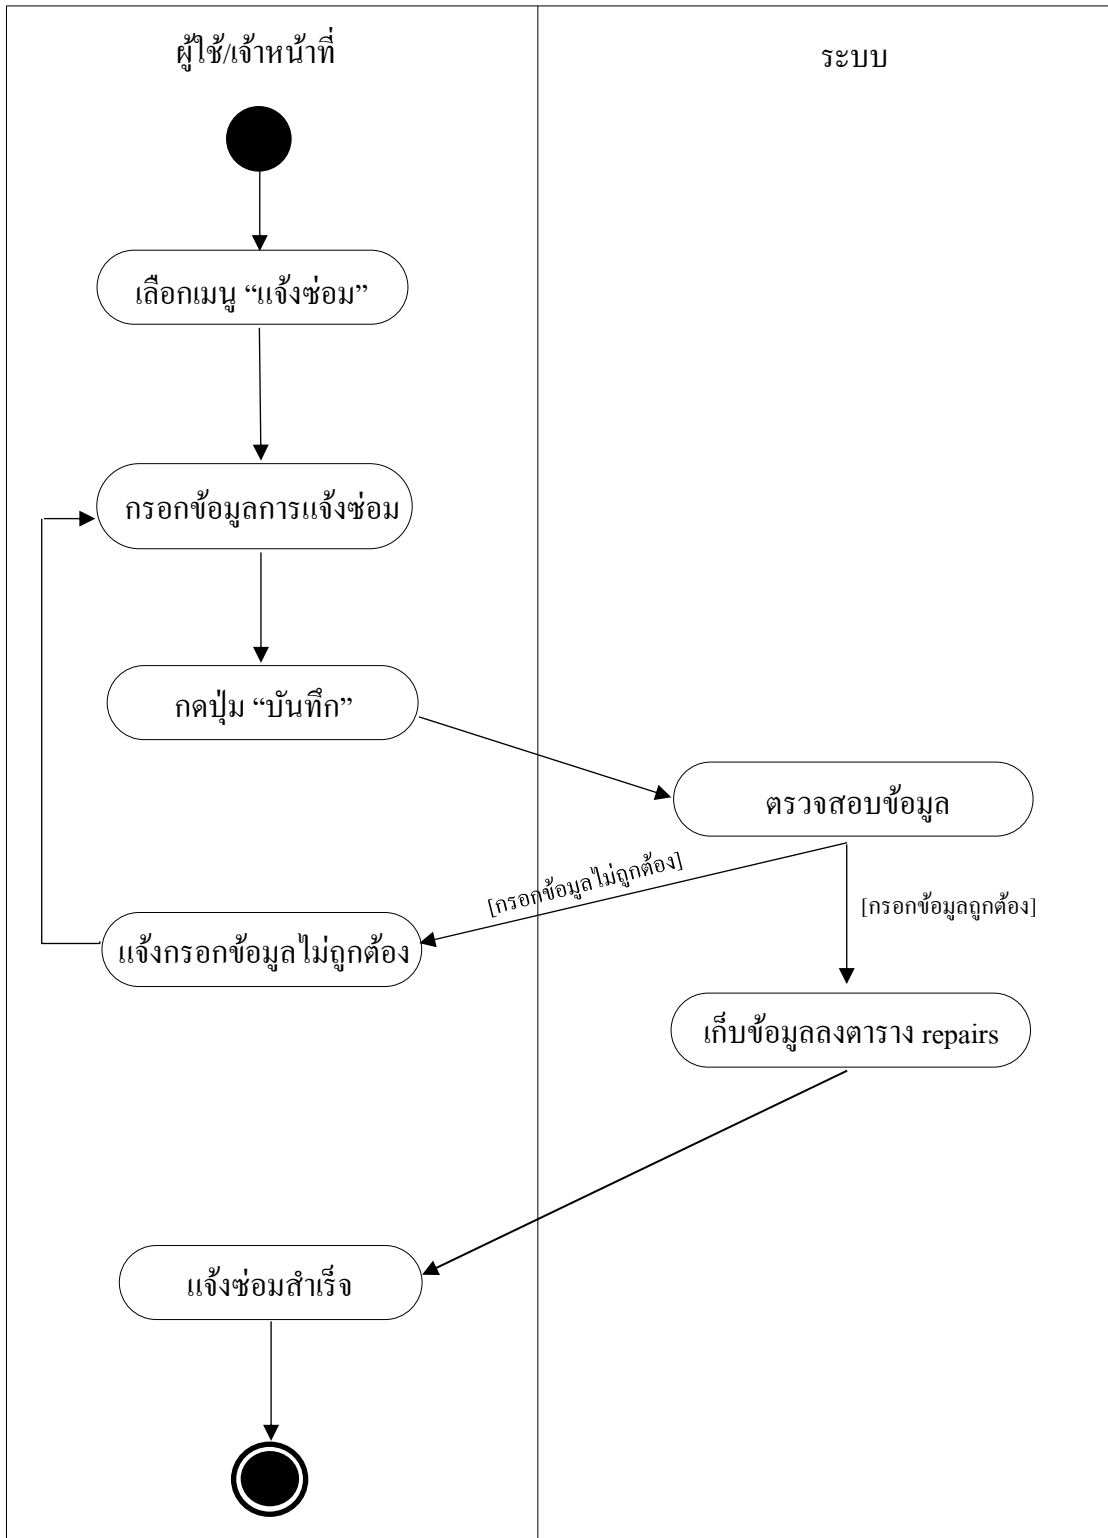 ผู้ใช้/เจ้าหน้าที่
ระบบ
เลือกเมนู “แจ้งซ่อม”
กรอกข้อมูลการแจ้งซ่อม
กดปุ่ม “บันทึก”
ตรวจสอบข้อมูล
[กรอกข้อมูลไม่ถูกต้อง]
[กรอกข้อมูลถูกต้อง]
แจ้งกรอกข้อมูลไม่ถูกต้อง
เก็บข้อมูลลงตาราง repairs
แจ้งซ่อมสำเร็จ